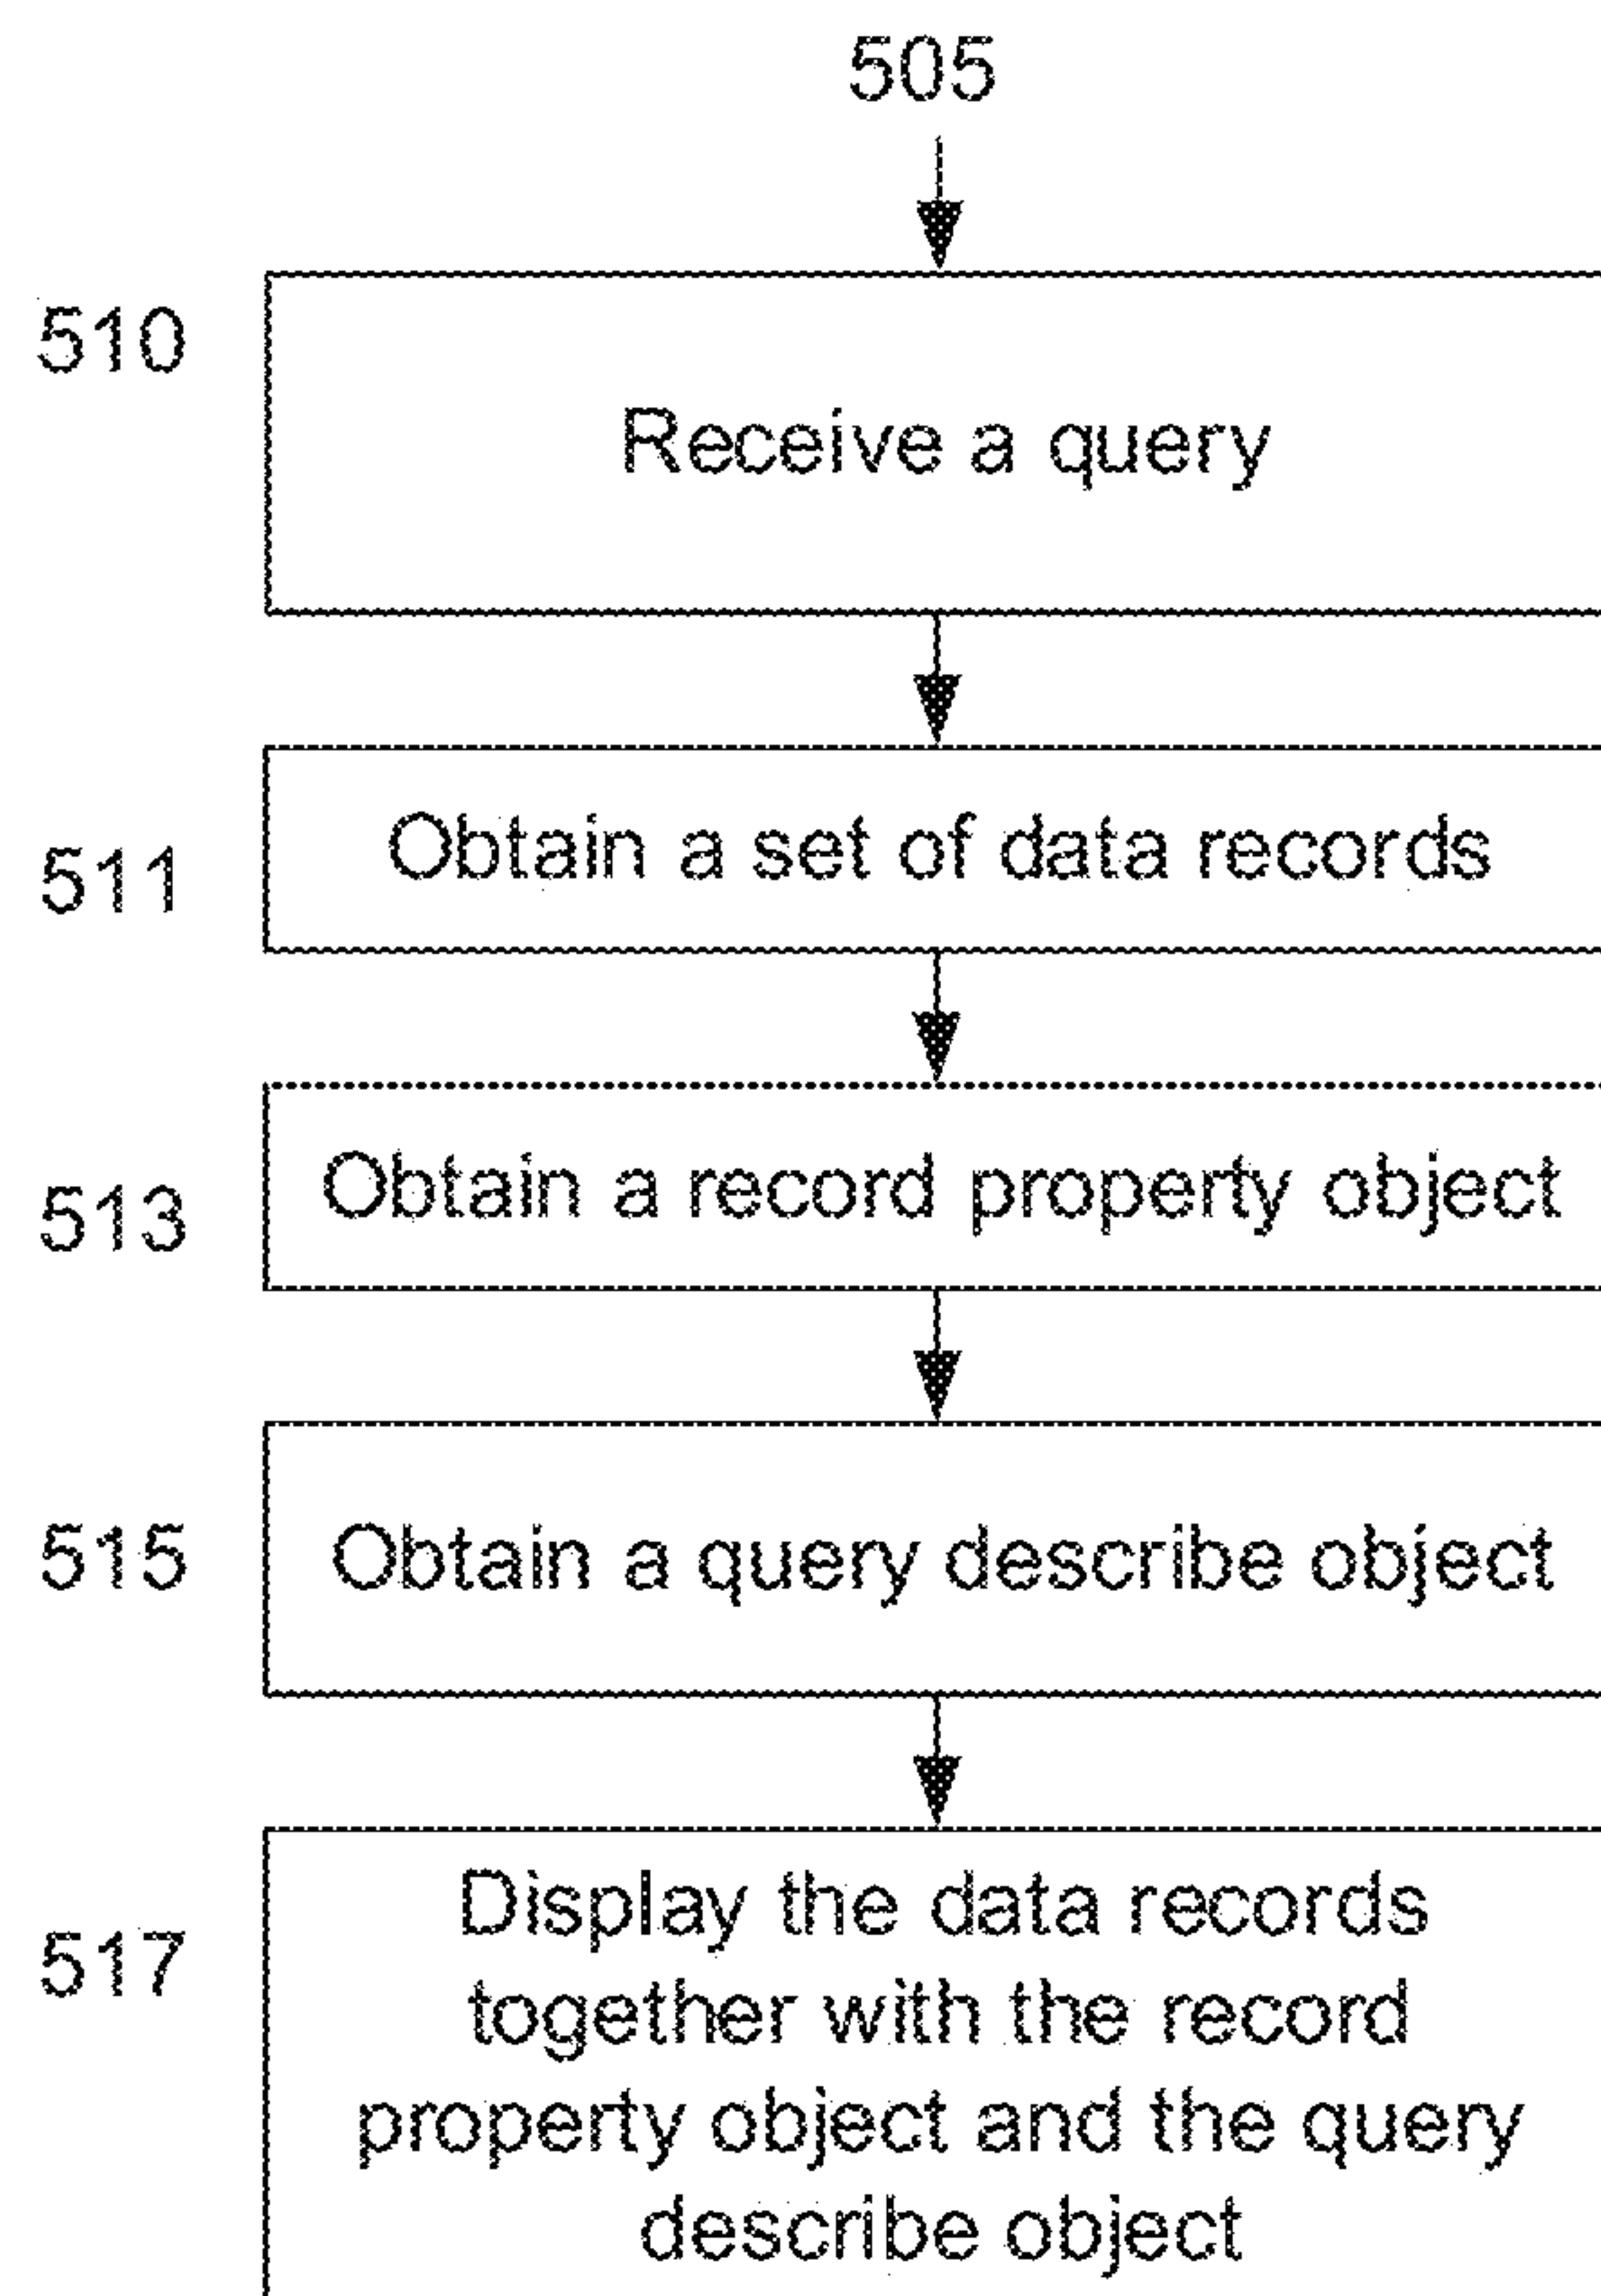 505
510
Receive a query
511
Obtain a set of data records
513
Obtain a record property object
515
Obtain a query describe object
517
Display the data records
together with the record
property object and the query
describe object